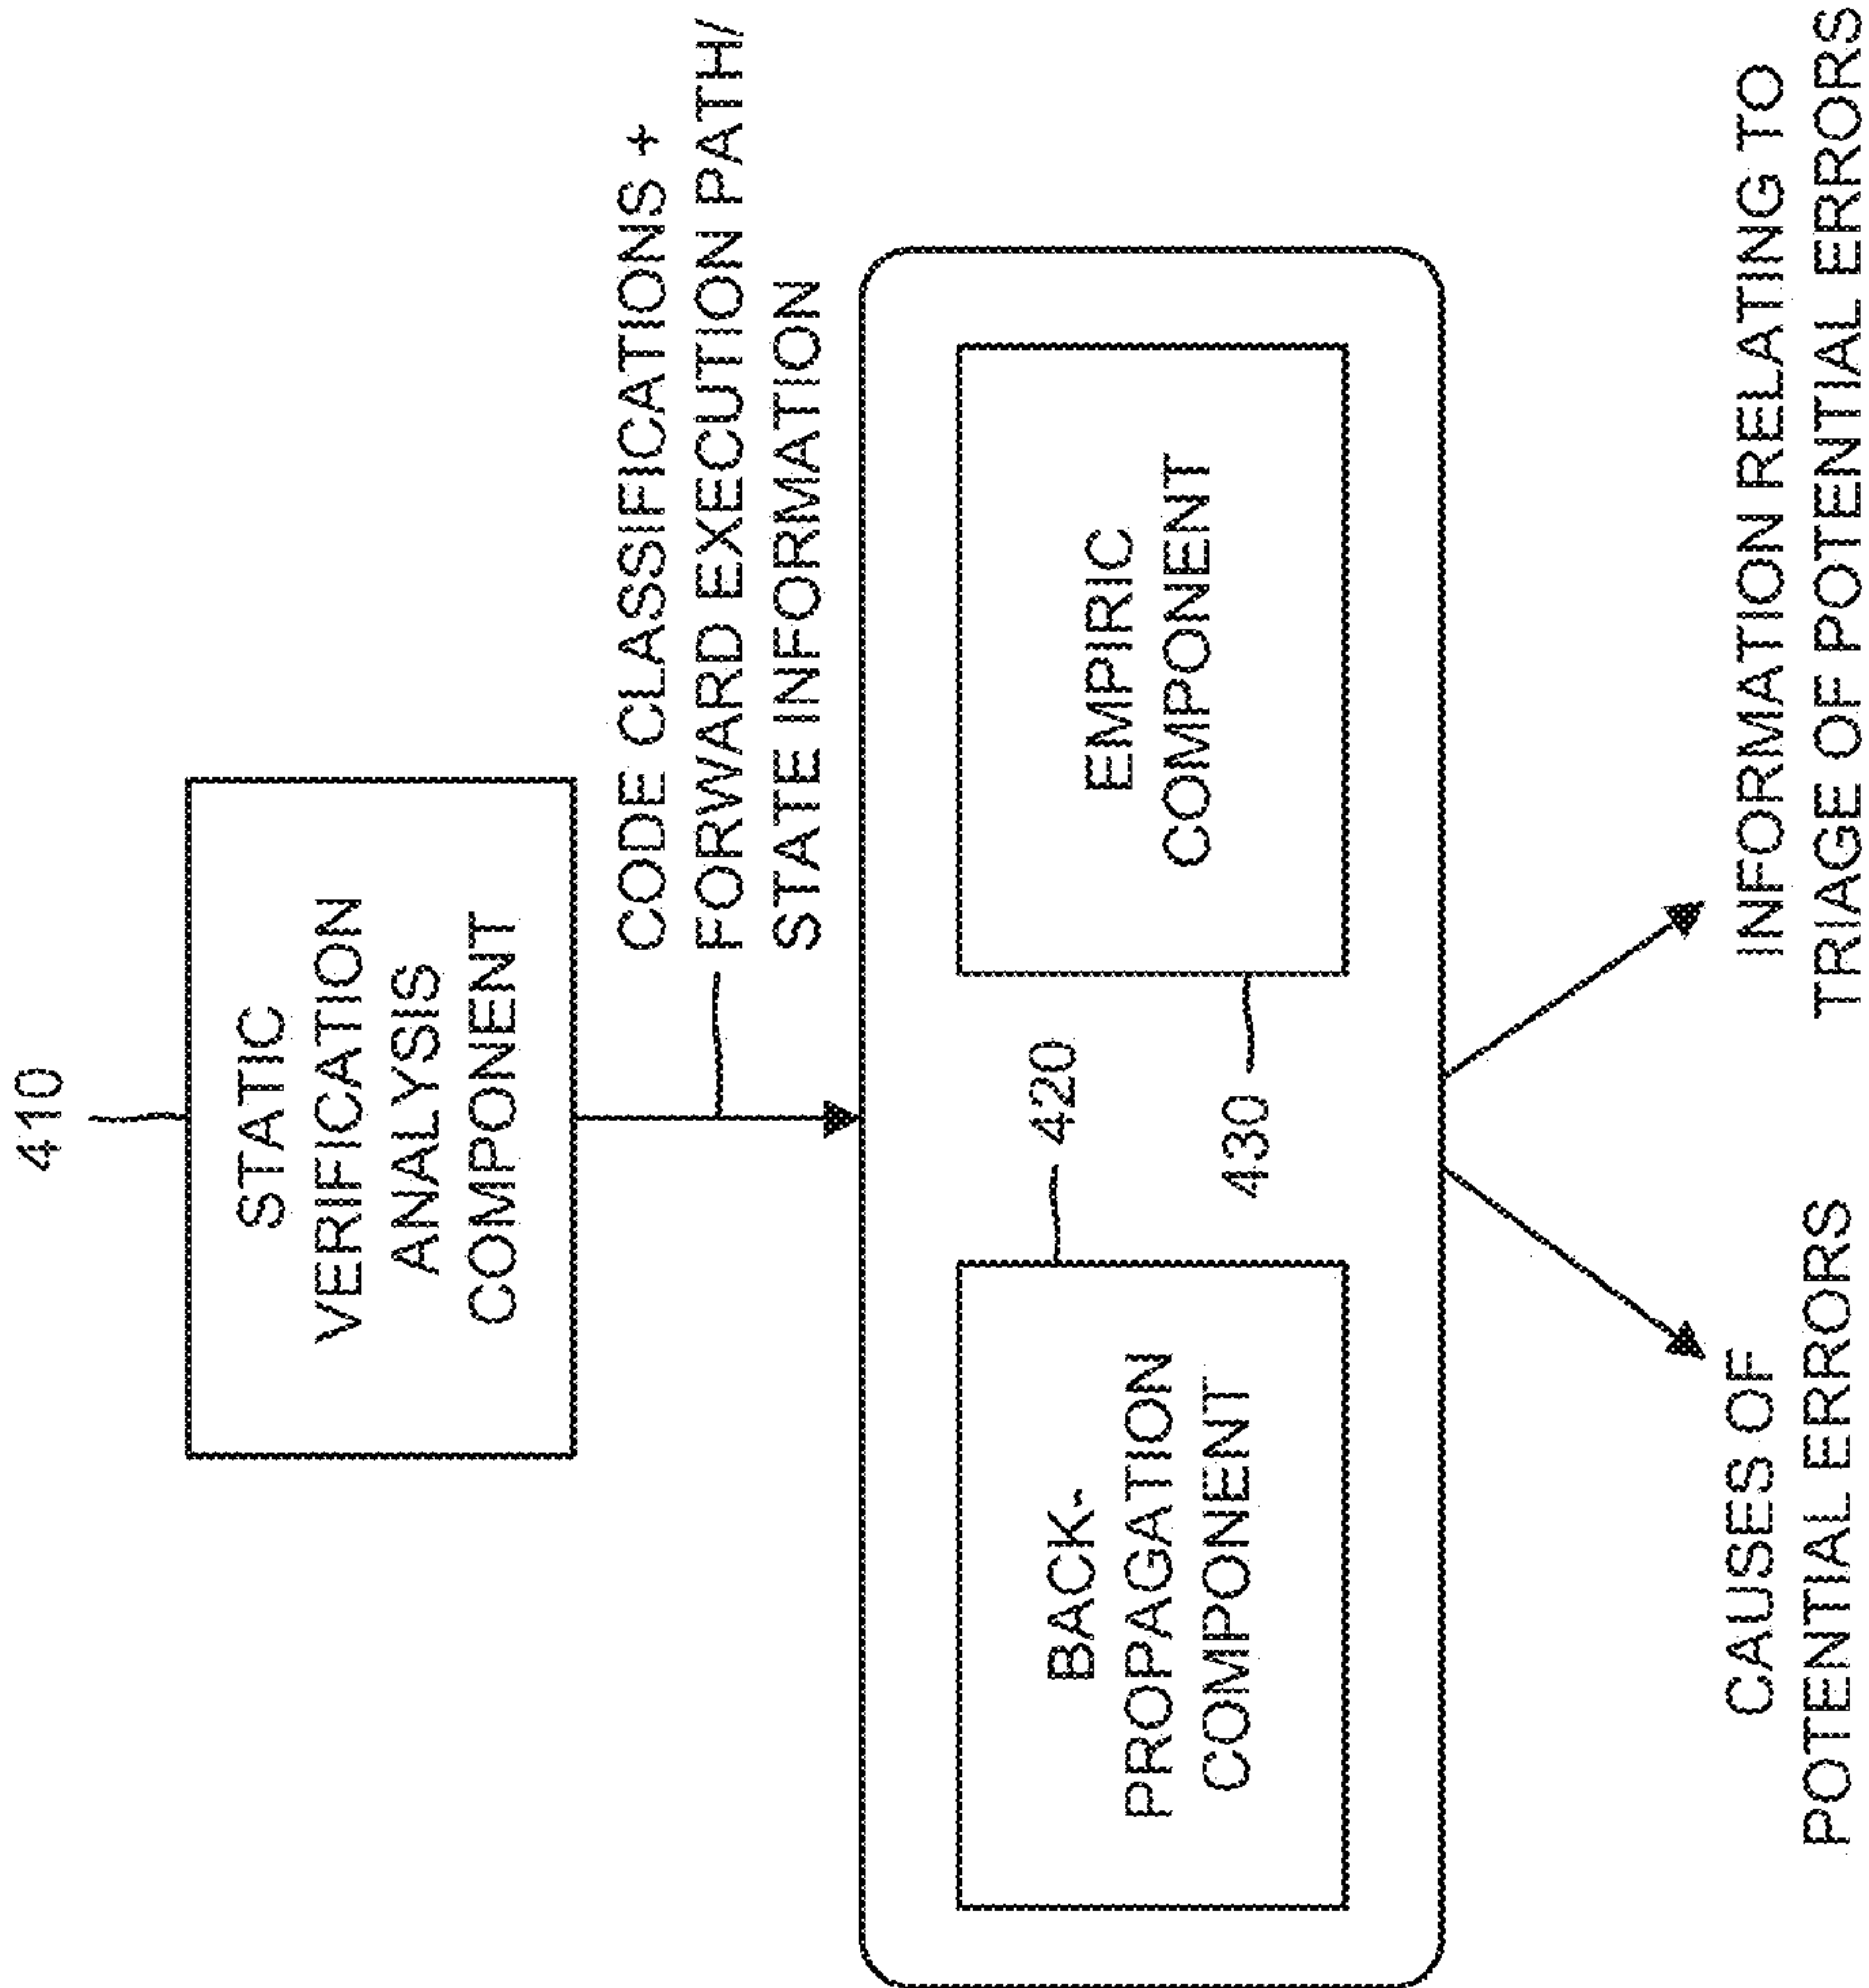 410
STATIC
VERIFICATION
ANALYSIS
COMPONENT
CODE CLASSIFICATIONS +
FORWARD EXECUTION PATH/
STATE INFORMATION
BACK-
PROPAGATION
COMPONENT
420
430
EMPIRIC
COMPONENT
CAUSES OF
POTENTIAL ERRORS
INFORMATION RELATING TO
TRIAGE OF POTENTIAL ERRORS